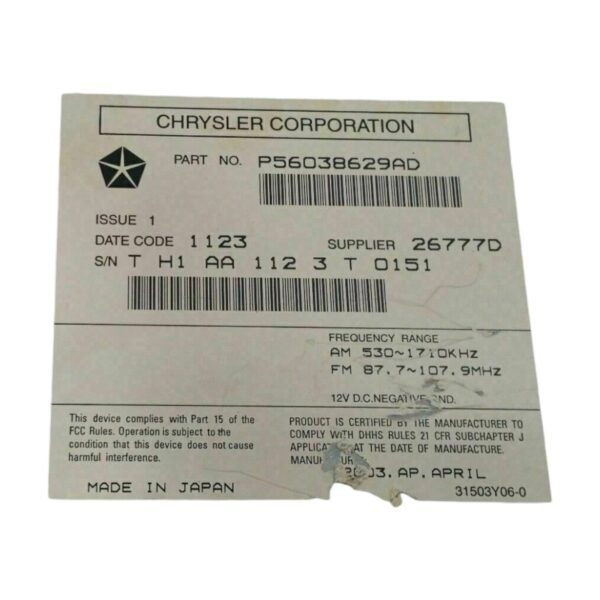 CHRYSLER CORPORATION
PART NO. P56038629AD
ISSUE 1
DATE CODE 1123 SUPPLIER 26777D
S/N T H1 AA 112 3 T 0151
FREQUENCY RANGE
AM 530~1710KHz
FM 87.7~107.9MHz
12V D.C.NEGATIVE GND.
This device complies with Part 15 of the
FCC Rules. Operation is subject to the
condition that this device does not cause
harmful interference.
PRODUCT IS CERTIFIED BY THE MANUFACTURER TO
COMPLY WITH DHHS RULES 21 CFR SUBCHAPTER J
APPLICABLE AT THE DATE OF MANUFACTURE.
.AP.APRIL
MADE IN JAPAN 31503Y06-0